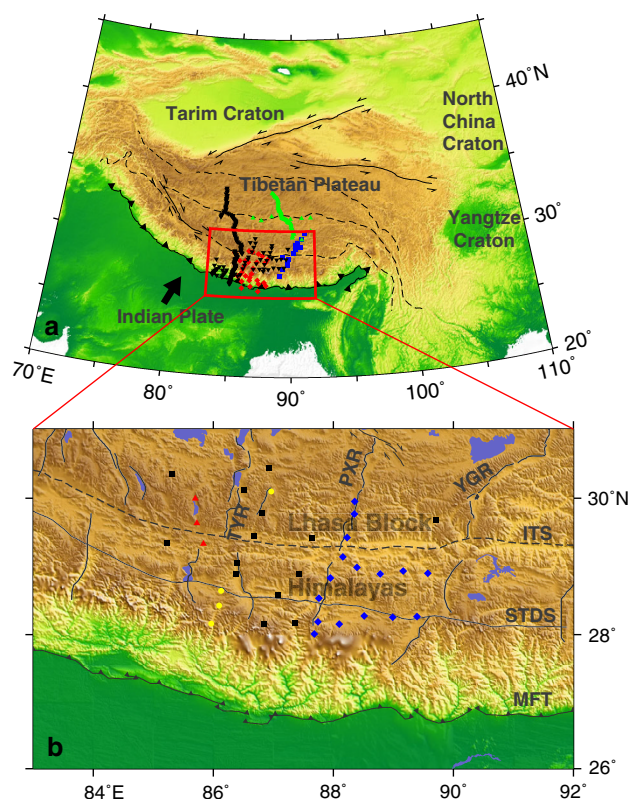 40°N
North
China
Craton
Tarim Craton
Tibetan Plateau
30°
Yangtze
Craton
Indian Plate
a
20°
70°E
80°
90°
100°
110°
PXR
YGR
30°N
TYR
Lhasa Block
ITS
Himalayas
STDS
28°
MFT
b
26°
84°E
86°
88°
90°
92°